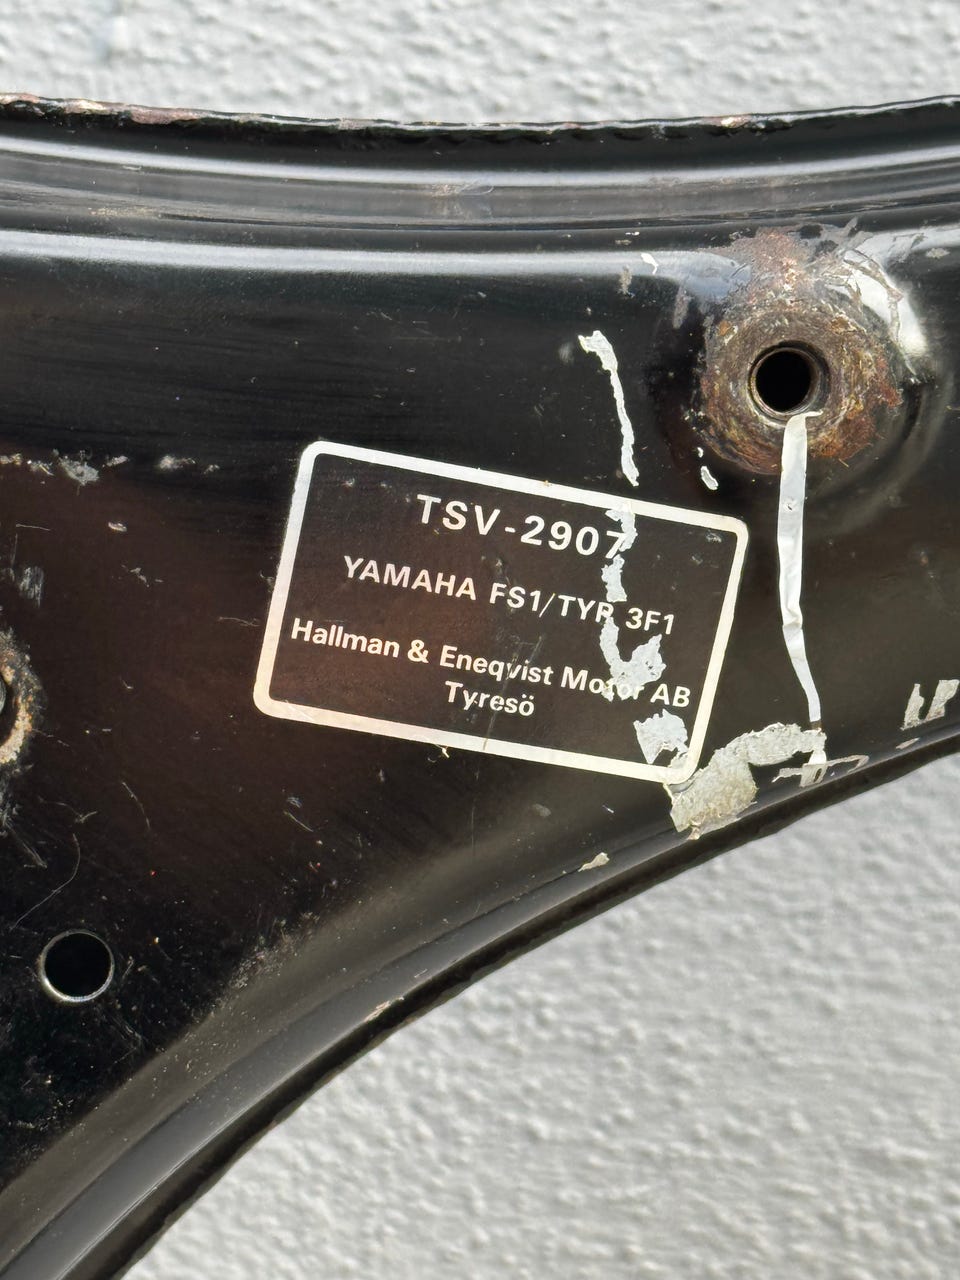 TSV-2907
YAMAHA FS1/TYP 3F1
Hallman & Eneqvist Motor AB
Tyresö